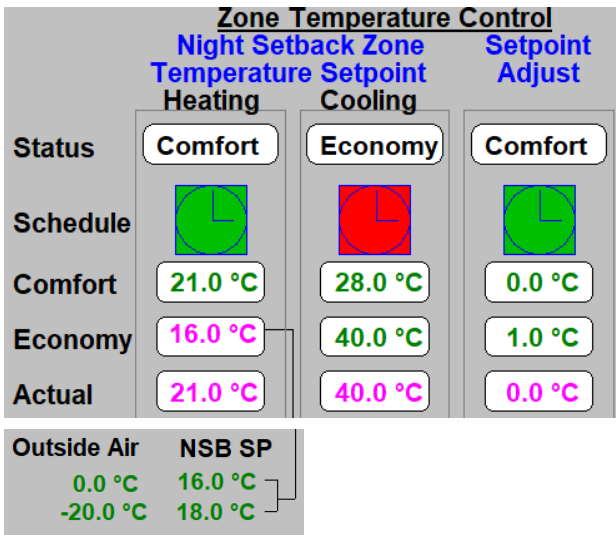 Zone Temperature Control
Night Setback Zone Setpoint
Temperature Setpoint Adjust
Heating Cooling
Status Comfort Economy Comfort
Schedule
Comfort 21.0 °C 28.0 °C 0.0 °C
Economy 16.0 °C 40.0 °C 1.0 °C
Actual 21.0 °C 40.0 °C 0.0 °C
Outside Air NSB SP
0.0 °C 16.0 °C
-20.0 °C 18.0 °C